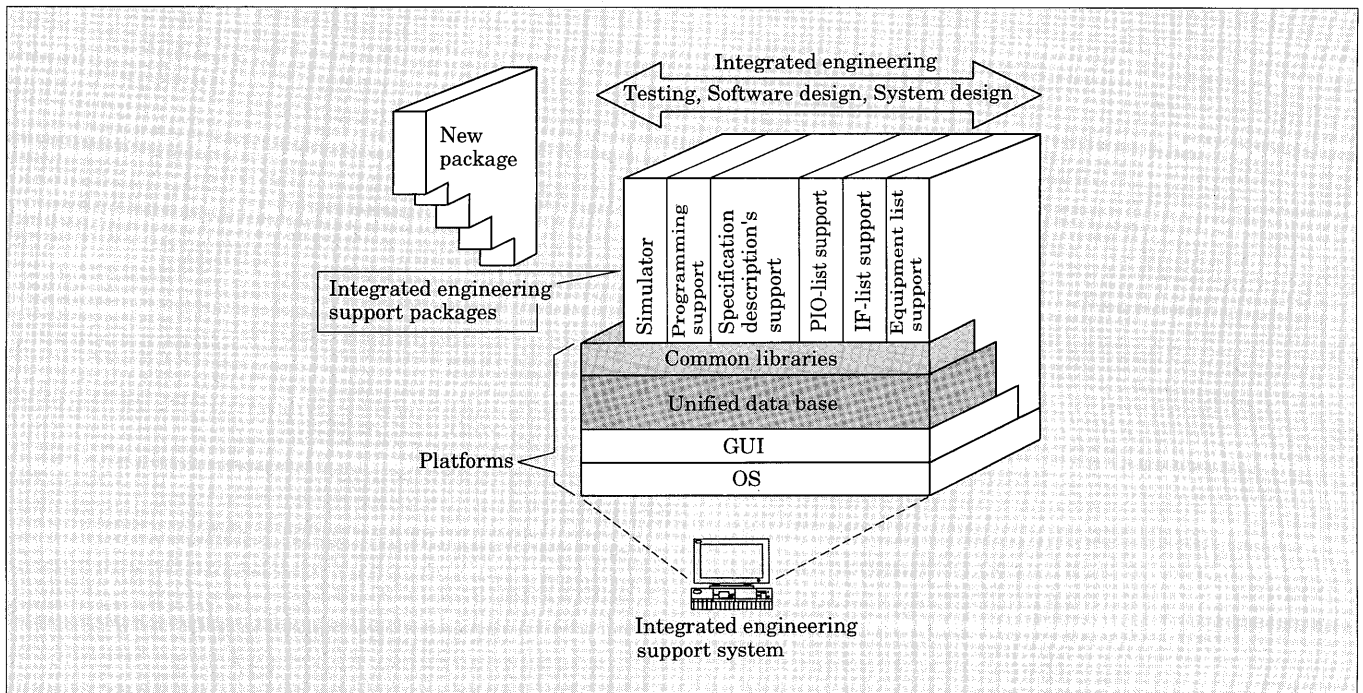 Integrated engineering
Testing, Software design, System design
New
package
Integrated engineering
support packages
Simulator
Programming
support
Specification
description's
support
PIO-list support
IF-list support
Equipment list
support
Common libraries
Unified data base
GUI
OS
Platforms
Integrated engineering
support system